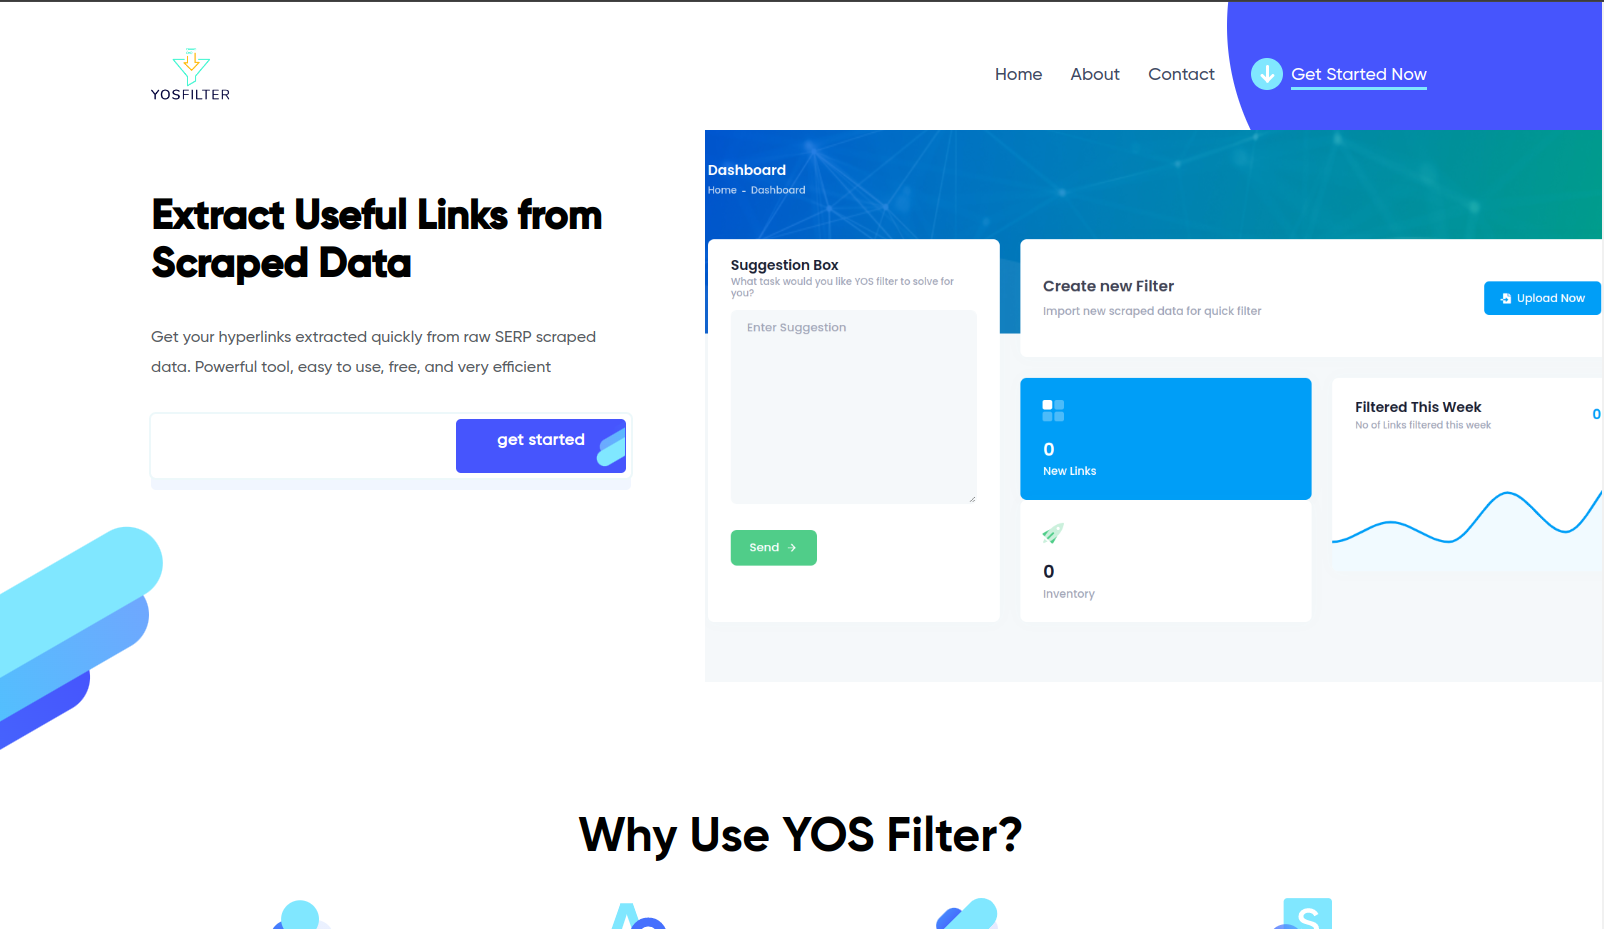 YOSFILTER
Home
About
Contact
Get Started Now
Extract Useful Links from
Scraped Data
Get your hyperlinks extracted quickly from raw SERP scraped
data. Powerful tool, easy to use, free, and very efficient
get started
Dashboard
Home - Dashboard
Suggestion Box
What task would you like YOS filter to solve for
you?
Enter Suggestion
Send
Create new Filter
Import new scraped data for quick filter
Upload Now
0
New Links
0
Inventory
Filtered This Week
No of Links filtered this week
0
Why Use YOS Filter?
A
S